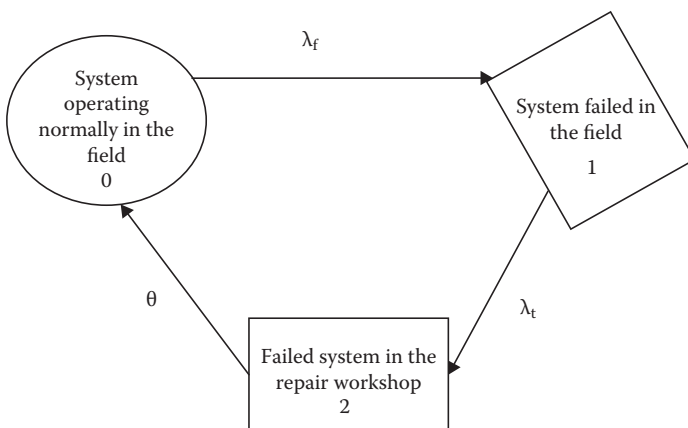 λf
System
operating
normally in the
field
0
System failed in
the field
1
θ
λt
Failed system in the
repair workshop
2